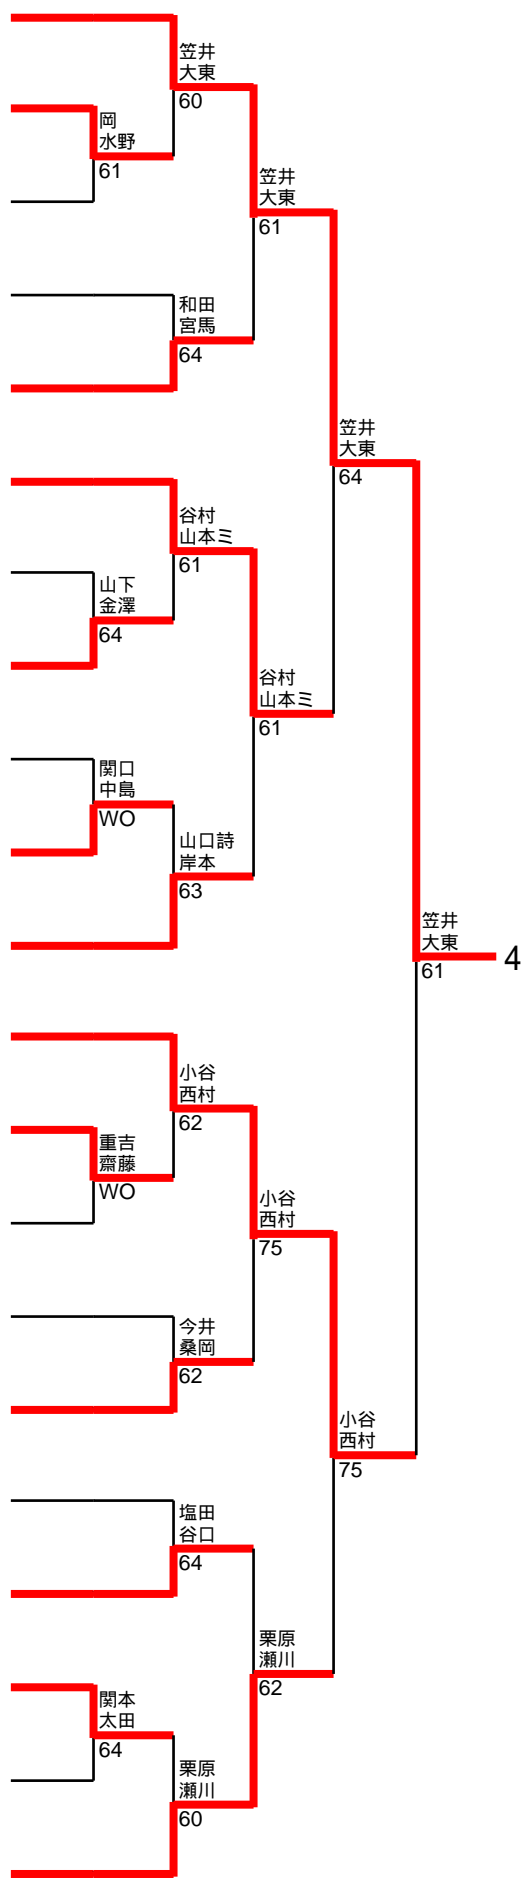 笠井
大東
60
岡
水野
61
笠井
大東
61
和田
宮馬
64
笠井
大東
64
谷村
山本ミ
61
山下
金澤
64
谷村
山本ミ
61
関口
中島
WO
山口詩
岸本
63
笠井
大東
61
4
小谷
西村
62
重吉
齋藤
WO
小谷
西村
75
今井
桑岡
62
小谷
西村
75
塩田
谷口
64
栗原
瀬川
62
関本
太田
64
栗原
瀬川
60